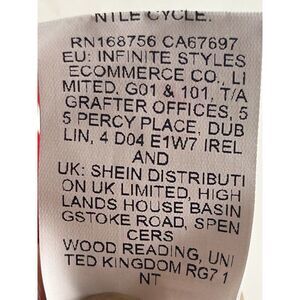 NTLE CYCLE.
RN168756 CA67697
EU: INFINITE STYLES
ECOMMERCE CO., LI
MITED. G01 & 101, T/A
GRAFTER OFFICES, 5
5 PERCY PLACE, DUB
LIN, 4 D04 E1W7 IREL
AND
UK: SHEIN DISTRIBUTI
ON UK LIMITED, HIGH
LANDS HOUSE BASIN
GSTOKE ROAD, SPEN
CERS
WOOD READING, UNI
TED KINGDOM RG7 1
NT